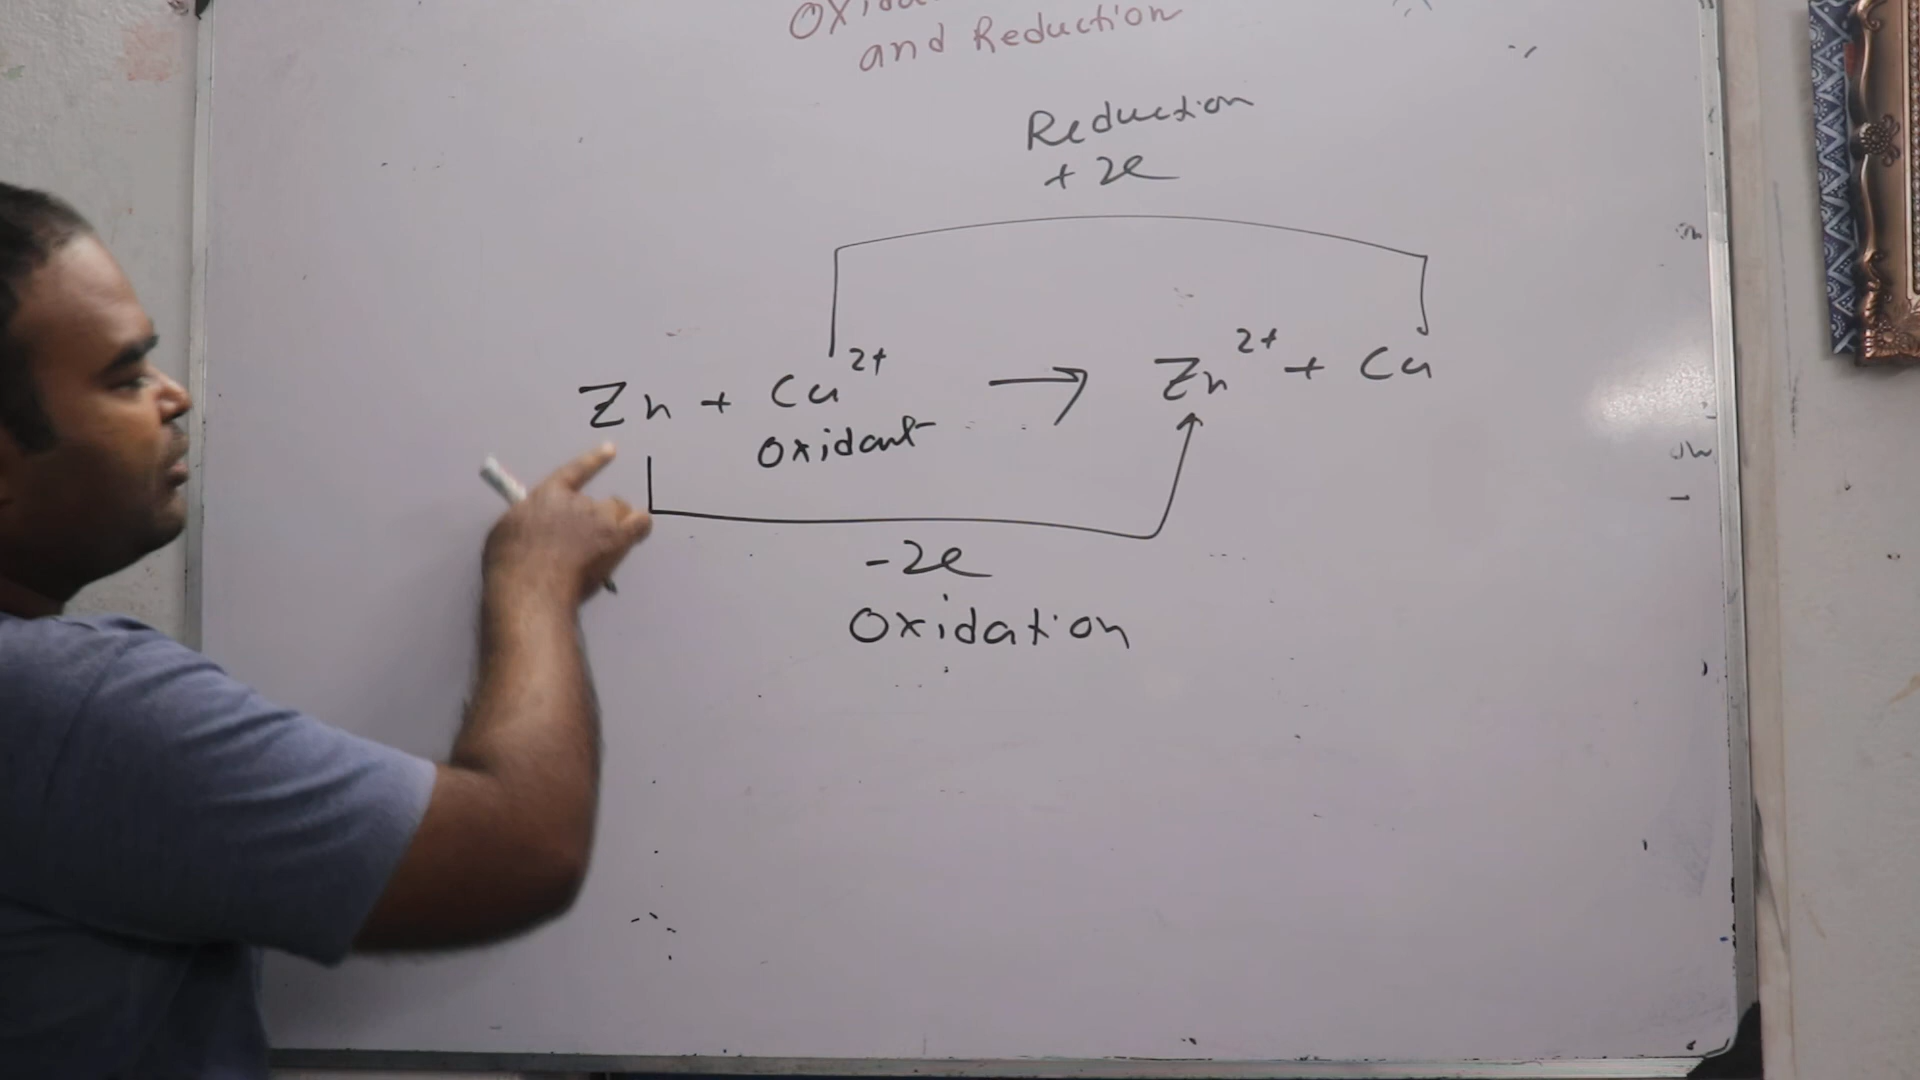 and Reduction
Reduction
+ 2e
Zn + Cu²⁺ → Zn²⁺ + Cu
Oxidant
-2e
Oxidation